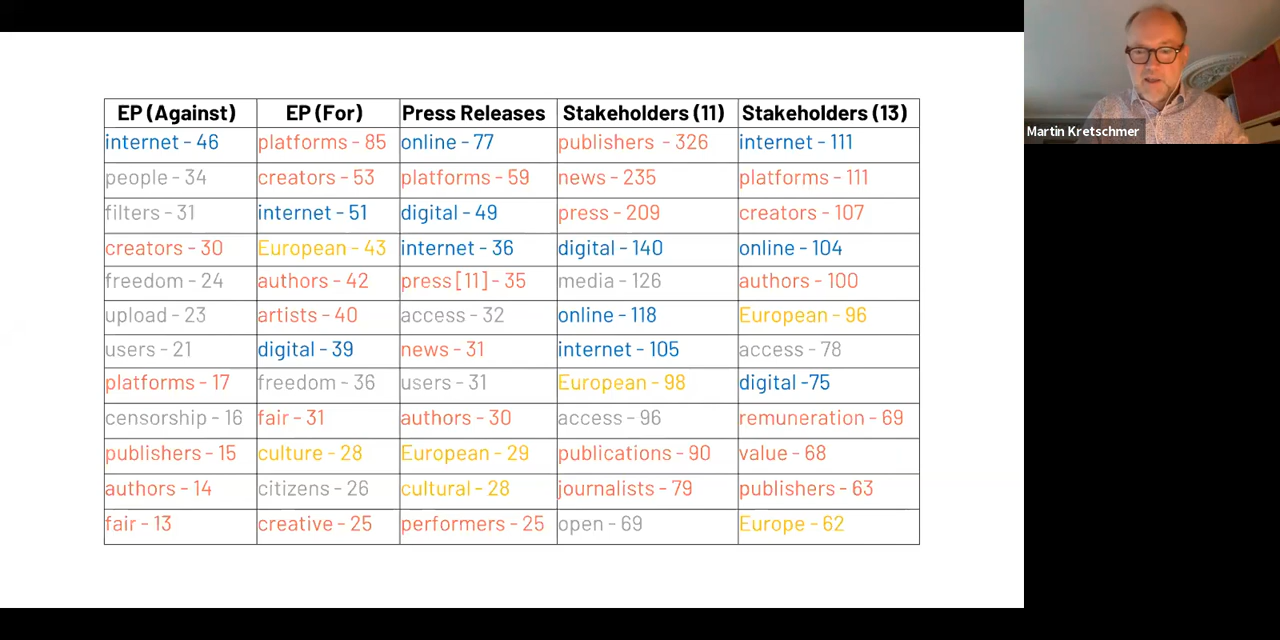 EP (Against) EP (For) Press Releases Stakeholders (11) Stakeholders (13)
internet - 46 platforms - 85 online - 77 publishers - 326 internet - 111
people - 34 creators - 53 platforms - 59 news - 235 platforms - 111
filters - 31 internet - 51 digital - 49 press - 209 creators - 107
creators - 30 European - 43 internet - 36 digital - 140 online - 104
freedom - 24 authors - 42 press [11] - 35 media - 126 authors - 100
upload - 23 artists - 40 access - 32 online - 118 European - 96
users - 21 digital - 39 news - 31 internet - 105 access - 78
platforms - 17 freedom - 36 users - 31 European - 98 digital -75
censorship - 16 fair - 31 authors - 30 access - 96 remuneration - 69
publishers - 15 culture - 28 European - 29 publications - 90 value - 68
authors - 14 citizens - 26 cultural - 28 journalists - 79 publishers - 63
fair - 13 creative - 25 performers - 25 open - 69 Europe - 62
Martin Kretschmer